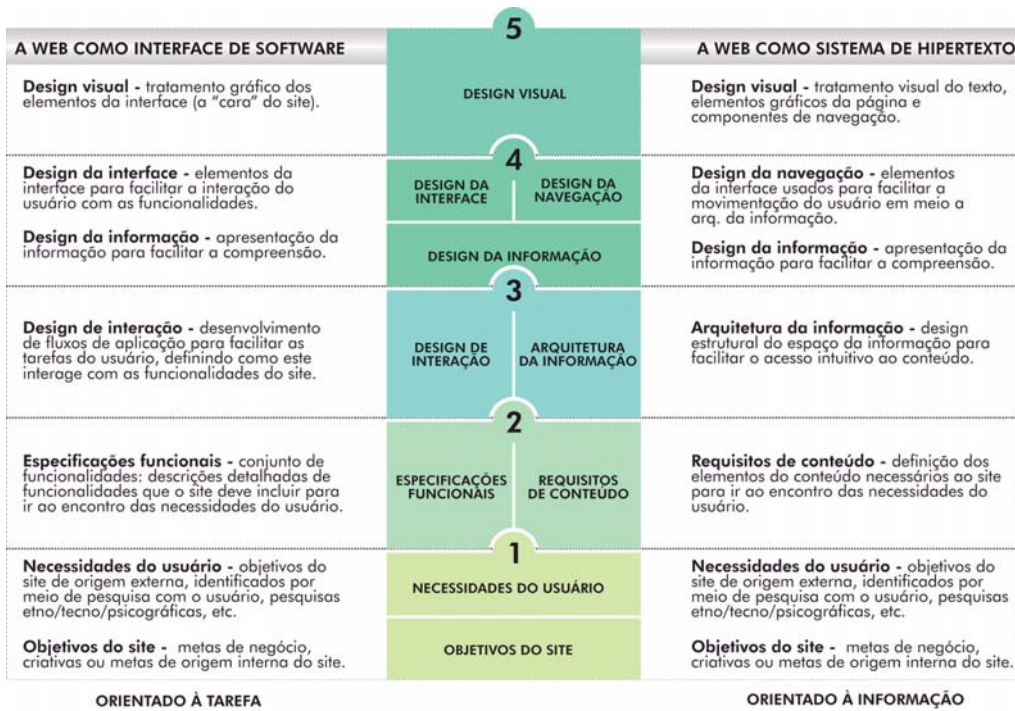 5
A WEB COMO INTERFACE DE SOFTWARE
A WEB COMO SISTEMA DE HIPERTEXTO
Design visual - tratamento gráfico dos
elementos da interface (a “cara” do site).
DESIGN VISUAL
Design visual - tratamento visual do texto,
elementos gráficos da página e
componentes de navegação.
4
Design da interface - elementos da
interface para facilitar a interação do
usuário com as funcionalidades.
Design da informação - apresentação da
informação para facilitar a compreensão.
DESIGN DA
INTERFACE
DESIGN DA
NAVEGAÇÃO
DESIGN DA INFORMAÇÃO
Design da navegação - elementos
da interface usados para facilitar a
movimentação do usuário em meio a
arq. da informação.
Design da informação - apresentação da
informação para facilitar a compreensão.
3
Design de interação - desenvolvimento
de fluxos de aplicação para facilitar as
tarefas do usuário, definindo como este
interage com as funcionalidades do site.
DESIGN DE
INTERAÇÃO
ARQUITETURA
DA INFORMAÇÃO
Arquitetura da informação - design
estrutural do espaço da informação para
facilitar o acesso intuitivo ao conteúdo.
2
Especificações funcionais - conjunto de
funcionalidades: descrições detalhadas de
funcionalidades que o site deve incluir para
ir ao encontro das necessidades do usuário.
ESPECIFICAÇÕES
FUNCIONAIS
REQUISITOS
DE CONTEÚDO
Requisitos de conteúdo - definição dos
elementos do conteúdo necessários ao site
para ir ao encontro das necessidades do
usuário.
1
Necessidades do usuário - objetivos do
site de origem externa, identificados por
meio de pesquisa com o usuário, pesquisas
etno/tecno/psicográficas, etc.
Objetivos do site - metas de negócio,
criativas ou metas de origem interna do site.
NECESSIDADES DO USUÁRIO
OBJETIVOS DO SITE
Necessidades do usuário - objetivos do
site de origem externa, identificados por
meio de pesquisa com o usuário, pesquisas
etno/tecno/psicográficas, etc.
Objetivos do site - metas de negócio,
criativas ou metas de origem interna do site.
ORIENTADO À TAREFA
ORIENTADO À INFORMAÇÃO